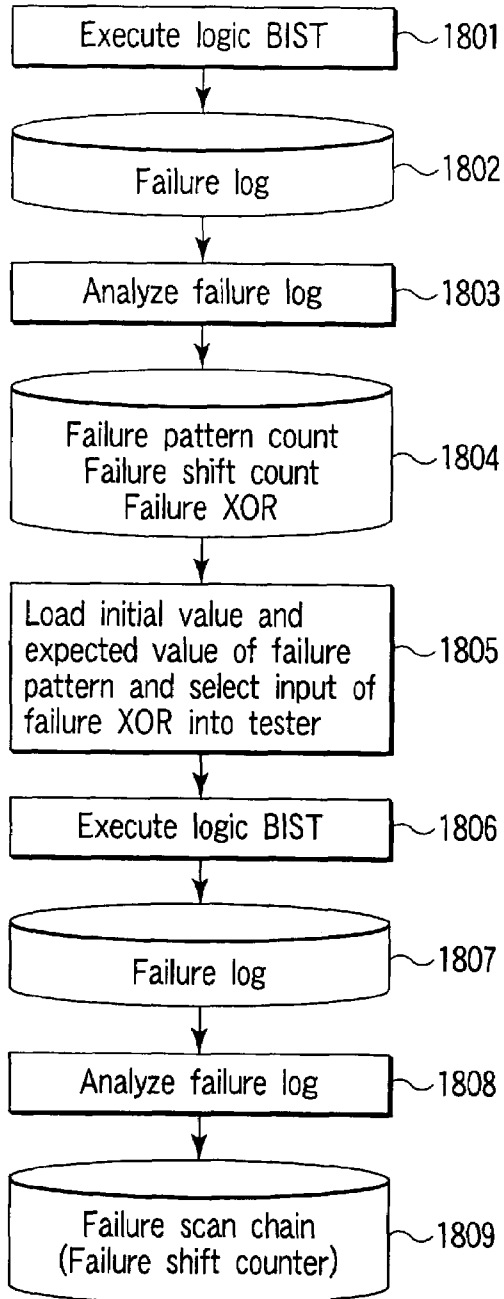 Execute logic BIST 1801
Failure log 1802
Analyze failure log 1803
Failure pattern count
Failure shift count 1804
Failure XOR
Load initial value and
expected value of failure 1805
pattern and select input of
failure XOR into tester
Execute logic BIST 1806
Failure log 1807
Analyze failure log 1808
Failure scan chain 1809
(Failure shift counter)